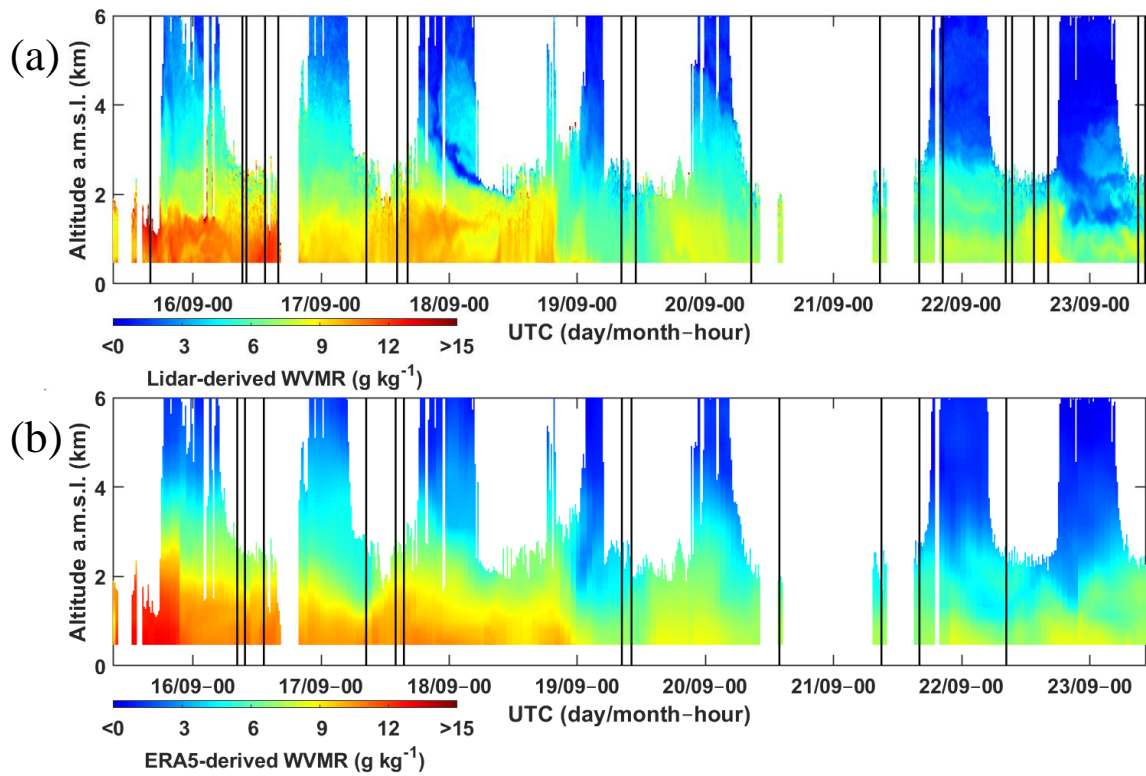 (a)
Altitude a.m.s.l. (km)
6
4
2
0
16/09-00 17/09-00 18/09-00 19/09-00 20/09-00 21/09-00 22/09-00 23/09-00
UTC (day/month−hour)
<0 3 6 9 12 >15
Lidar-derived WVMR (g kg⁻¹)
(b)
Altitude a.m.s.l. (km)
6
4
2
0
16/09−00 17/09−00 18/09−00 19/09−00 20/09−00 21/09−00 22/09−00 23/09−00
UTC (day/month−hour)
<0 3 6 9 12 >15
ERA5-derived WVMR (g kg⁻¹)